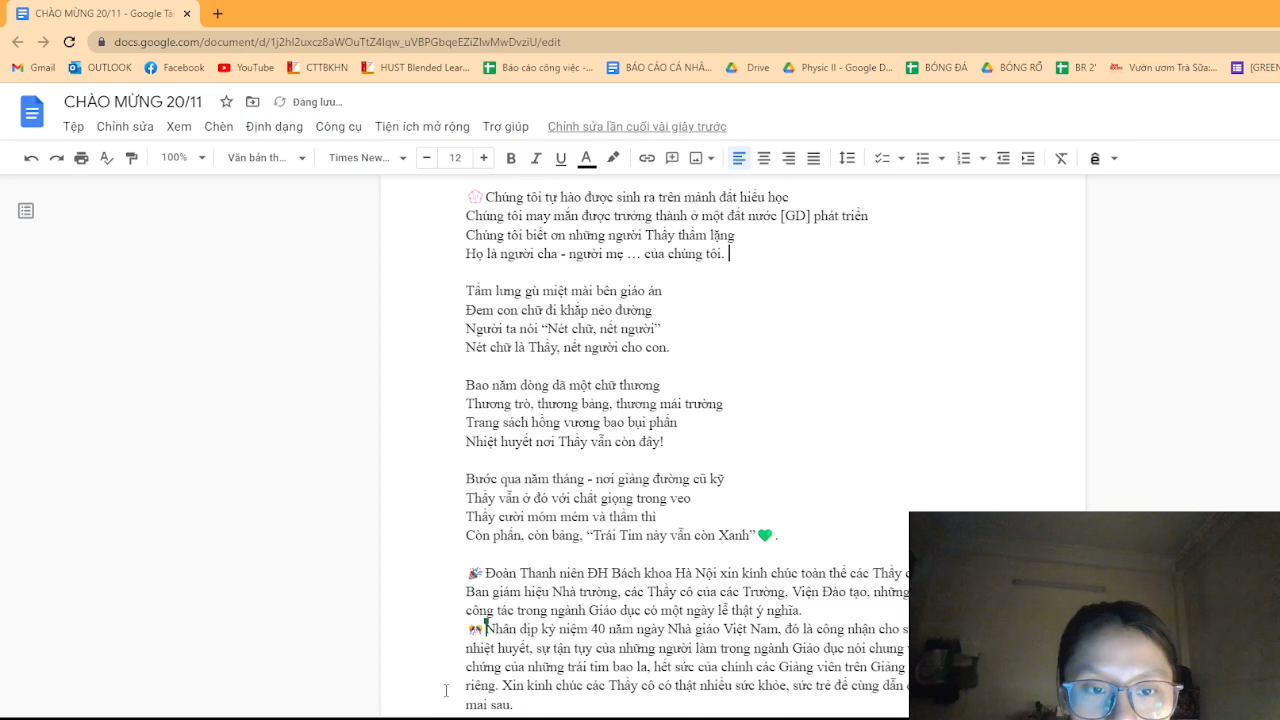 CHÀO MỪNG 20/11 - Google Tà
docs.google.com/document/d/1j2hI2uxcz8aWOuTtZ4Iqw_uVBPGbqeEZiZIwMwDvziU/edit
Gmail OUTLOOK Facebook YouTube CTTBKHN HUST Blended Lear... Báo cáo công việc -... BÁO CÁO CÁ NHÂ... Drive Physic II - Google D... BÓNG ĐÁ BÓNG RỔ BR 2' Vườn ươm Trà Sữa:... [GREEN
CHÀO MỪNG 20/11 Đang lưu...
Tệp Chỉnh sửa Xem Chèn Định dạng Công cụ Tiện ích mở rộng Trợ giúp Chỉnh sửa lần cuối vài giây trước
100% Văn bản th... Times New... 12 B I U A
Chúng tôi tự hào được sinh ra trên mảnh đất hiếu học
Chúng tôi may mắn được trưởng thành ở một đất nước [GD] phát triển
Chúng tôi biết ơn những người Thầy thầm lặng
Họ là người cha - người mẹ … của chúng tôi.
Tấm lưng gù miệt mài bên giáo án
Đem con chữ đi khắp nẻo đường
Người ta nói “Nét chữ, nết người”
Nét chữ là Thầy, nết người cho con.
Bao năm dòng dã một chữ thương
Thương trò, thương bảng, thương mái trường
Trang sách hồng vương bao bụi phấn
Nhiệt huyết nơi Thầy vẫn còn đây!
Bước qua năm tháng - nơi giảng đường cũ kỹ
Thầy vẫn ở đó với chất giọng trong veo
Thầy cười móm mém và thầm thì
Còn phấn, còn bảng, “Trái Tim này vẫn còn Xanh”💚.
Đoàn Thanh niên ĐH Bách khoa Hà Nội xin kính chúc toàn thể các Thầy c
Ban giám hiệu Nhà trường, các Thầy cô của các Trường, Viện Đào tạo, những
công tác trong ngành Giáo dục có một ngày lễ thật ý nghĩa.
Nhân dịp kỷ niệm 40 năm ngày Nhà giáo Việt Nam, đó là công nhận cho s
nhiệt huyết, sự tận tụy của những người làm trong ngành Giáo dục nói chung
chứng của những trái tim bao la, hết sức của chính các Giảng viên trên Giảng
riêng. Xin kính chúc các Thầy cô có thật nhiều sức khỏe, sức trẻ để cùng dẫn
mai sau.